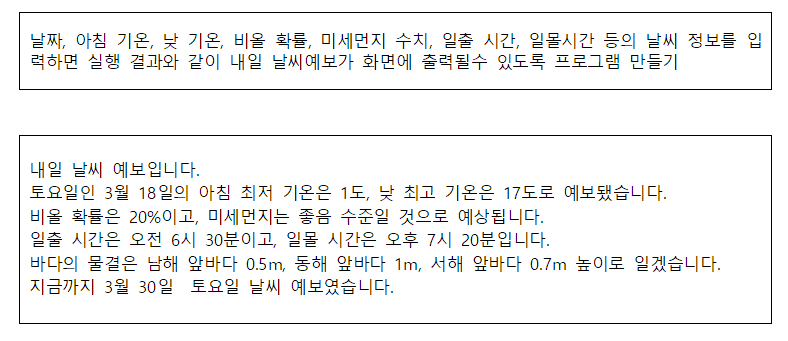 날짜, 아침 기온, 낮 기온, 비올 확률, 미세먼지 수치, 일출 시간, 일몰시간 등의 날씨 정보를 입
력하면 실행 결과와 같이 내일 날씨예보가 화면에 출력될수 있도록 프로그램 만들기
내일 날씨 예보입니다.
토요일인 3월 18일의 아침 최저 기온은 1도, 낮 최고 기온은 17도로 예보됐습니다.
비올 확률은 20%이고, 미세먼지는 좋음 수준일 것으로 예상됩니다.
일출 시간은 오전 6시 30분이고, 일몰 시간은 오후 7시 20분입니다.
바다의 물결은 남해 앞바다 0.5m, 동해 앞바다 1m, 서해 앞바다 0.7m 높이로 일겠습니다.
지금까지 3월 30일 토요일 날씨 예보였습니다.